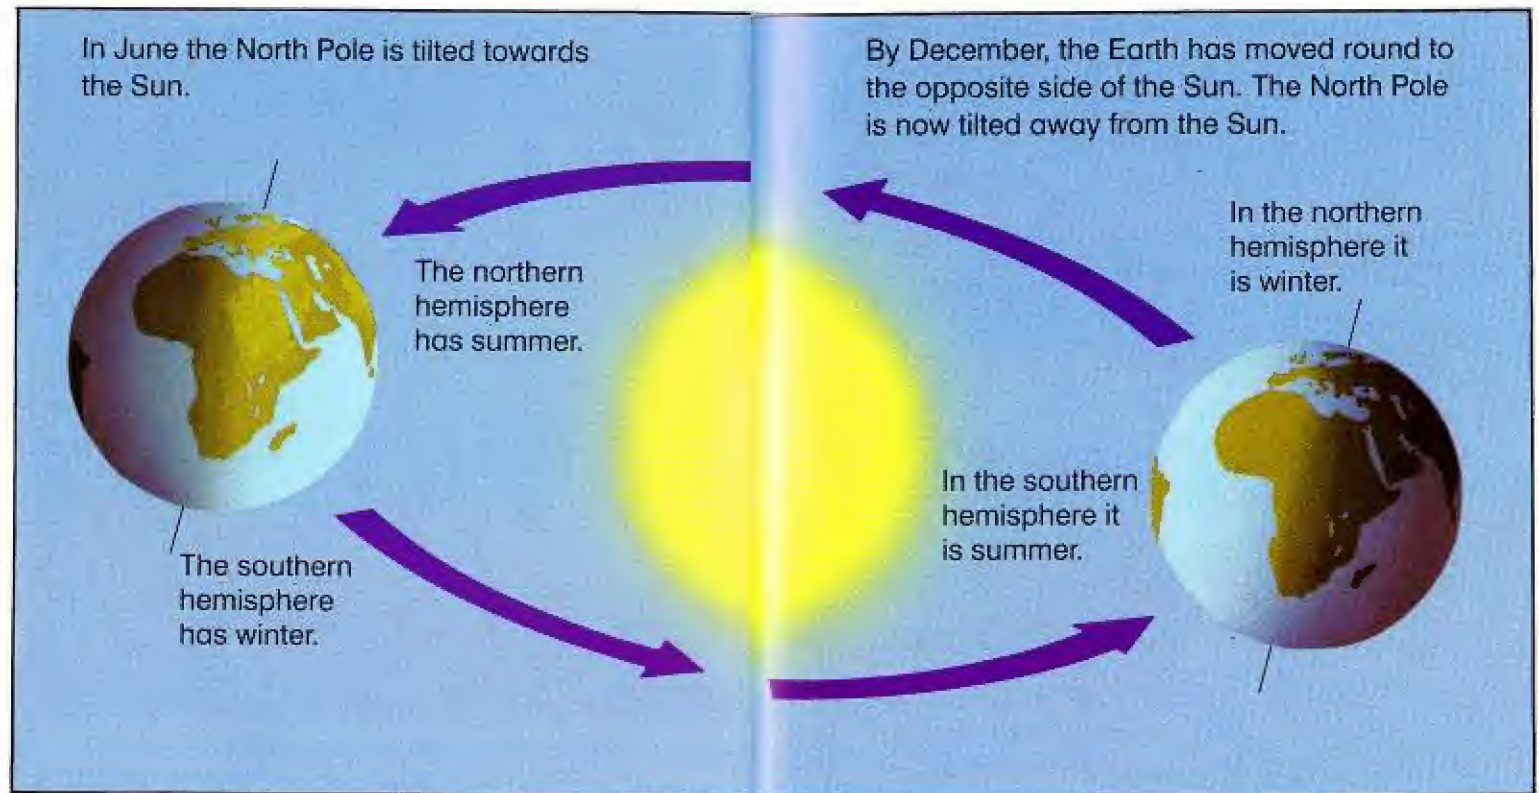 In June the North Pole is tilted towards
the Sun.
The northern
hemisphere
has summer.
The southern
hemisphere
has winter.
By December, the Earth has moved round to
the opposite side of the Sun. The North Pole
is now tilted away from the Sun.
In the northern
hemisphere it
is winter.
In the southern
hemisphere it
is summer.